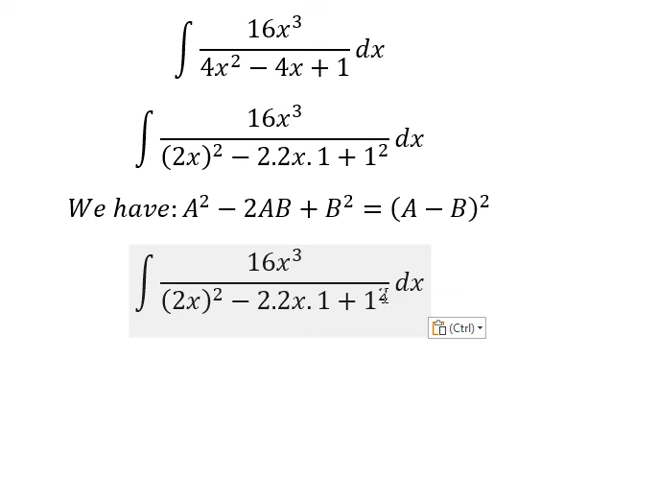 ∫ 16x³ / (4x² − 4x + 1) dx
∫ 16x³ / ((2x)² − 2.2x.1 + 1²) dx
We have: A² − 2AB + B² = (A − B)²
∫ 16x³ / ((2x)² − 2.2x.1 + 1²) dx
(Ctrl)